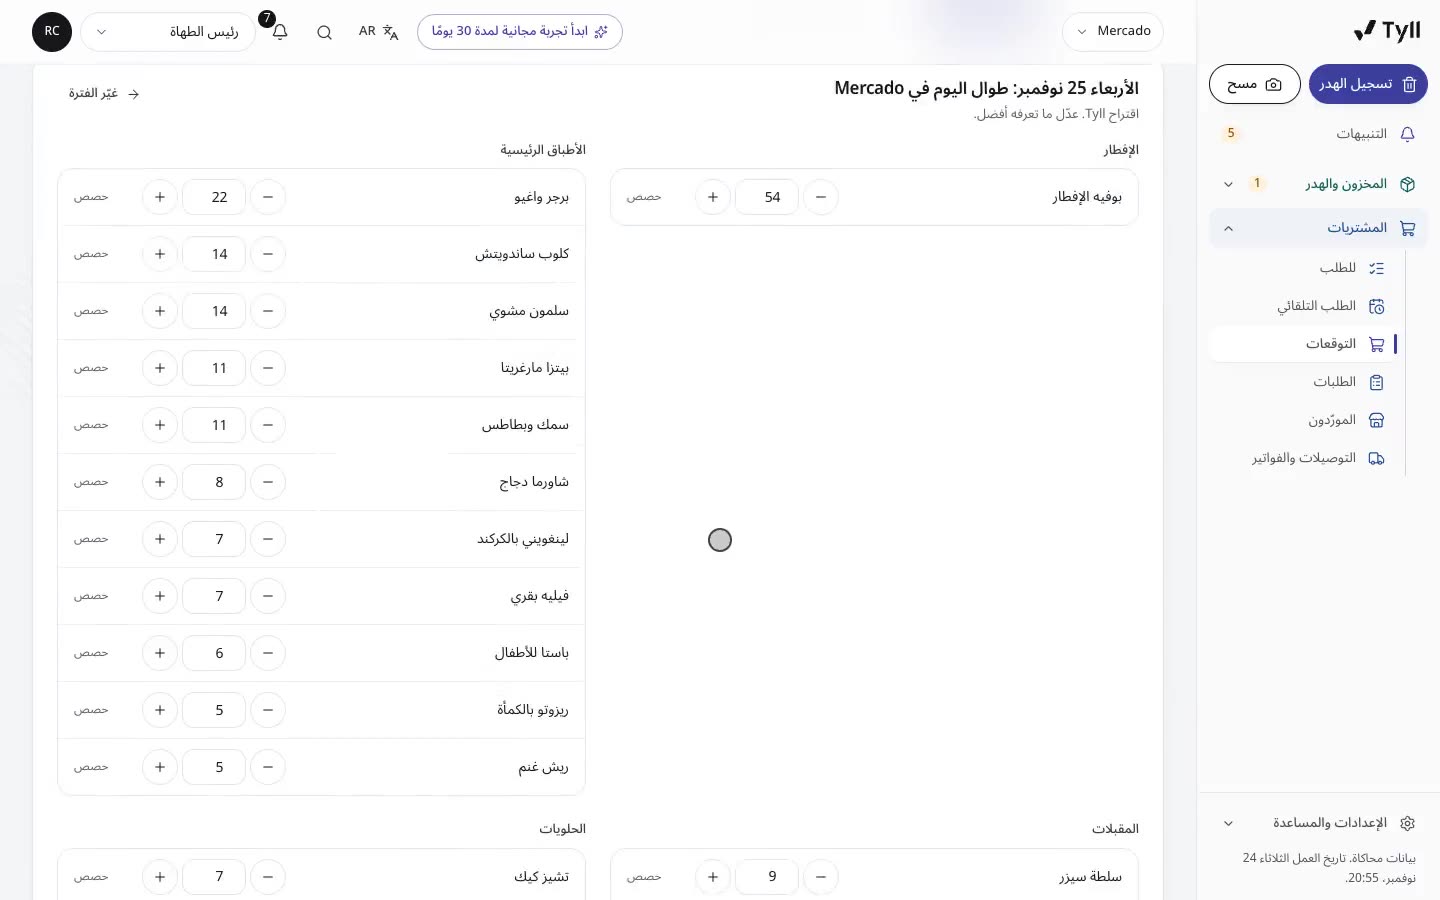 Tyll
تسجيل الهدر
مسح
التنبيهات
5
المخزون والهدر
1
المشتريات
للطلب
الطلب التلقائي
التوقعات
الطلبات
المورّدون
التوصيلات والفواتير
الإعدادات والمساعدة
بيانات محاكاة. تاريخ العمل الثلاثاء 24
نوفمبر، 20:55.
Mercado
ابدأ تجربة مجانية لمدة 30 يومًا
AR
7
رئيس الطهاة
RC
الأربعاء 25 نوفمبر: طوال اليوم في Mercado
اقتراح Tyll. عدّل ما تعرفه أفضل.
غيّر الفترة
الإفطار
بوفيه الإفطار − 54 + حصص
الأطباق الرئيسية
برجر واغيو − 22 + حصص
كلوب ساندويتش − 14 + حصص
سلمون مشوي − 14 + حصص
بيتزا مارغريتا − 11 + حصص
سمك وبطاطس − 11 + حصص
شاورما دجاج − 8 + حصص
لينغويني بالكركند − 7 + حصص
فيليه بقري − 7 + حصص
باستا للأطفال − 6 + حصص
ريزوتو بالكمأة − 5 + حصص
ريش غنم − 5 + حصص
المقبلات
سلطة سيزر − 9 + حصص
الحلويات
تشيز كيك − 7 + حصص